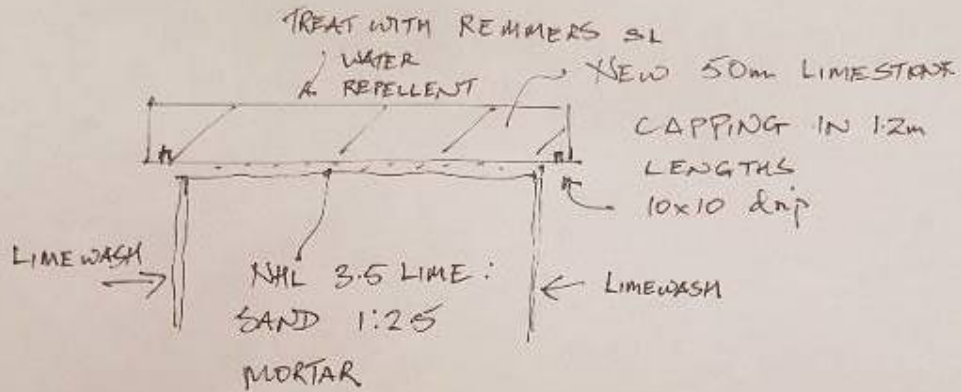 TREAT WITH REMMERS SL
WATER
REPELLENT
NEW 50m LIMESTONE
CAPPING IN 1.2m
LENGTHS
10x10 drip
LIMEWASH
NHL 3.5 LIME:
SAND 1:2.5
MORTAR
LIMEWASH